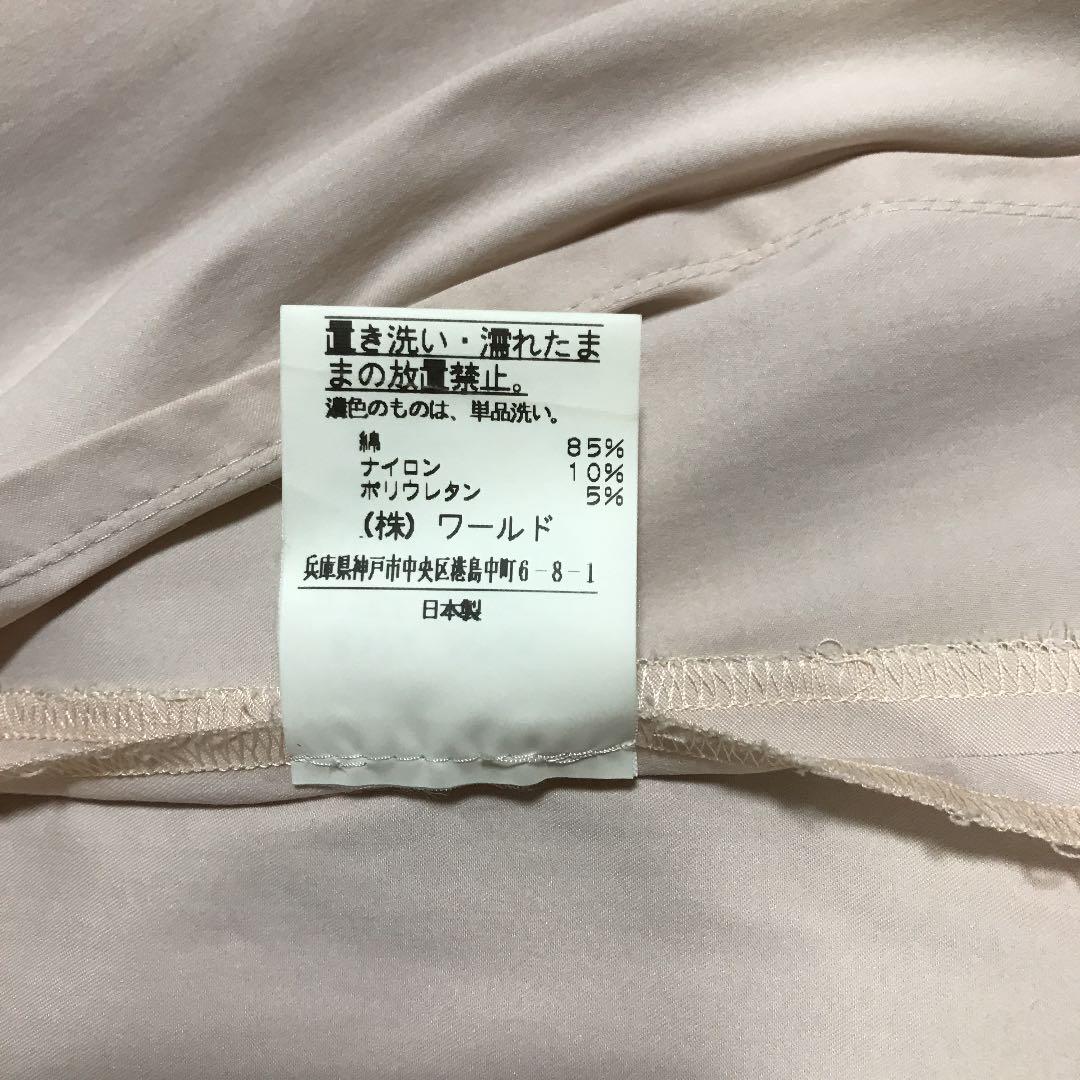 置き洗い・濡れたま
まの放置禁止。
濃色のものは、単品洗い。
綿 85%
ナイロン 10%
ポリウレタン 5%
(株) ワールド
兵庫県神戸市中央区港島中町6-8-1
日本製